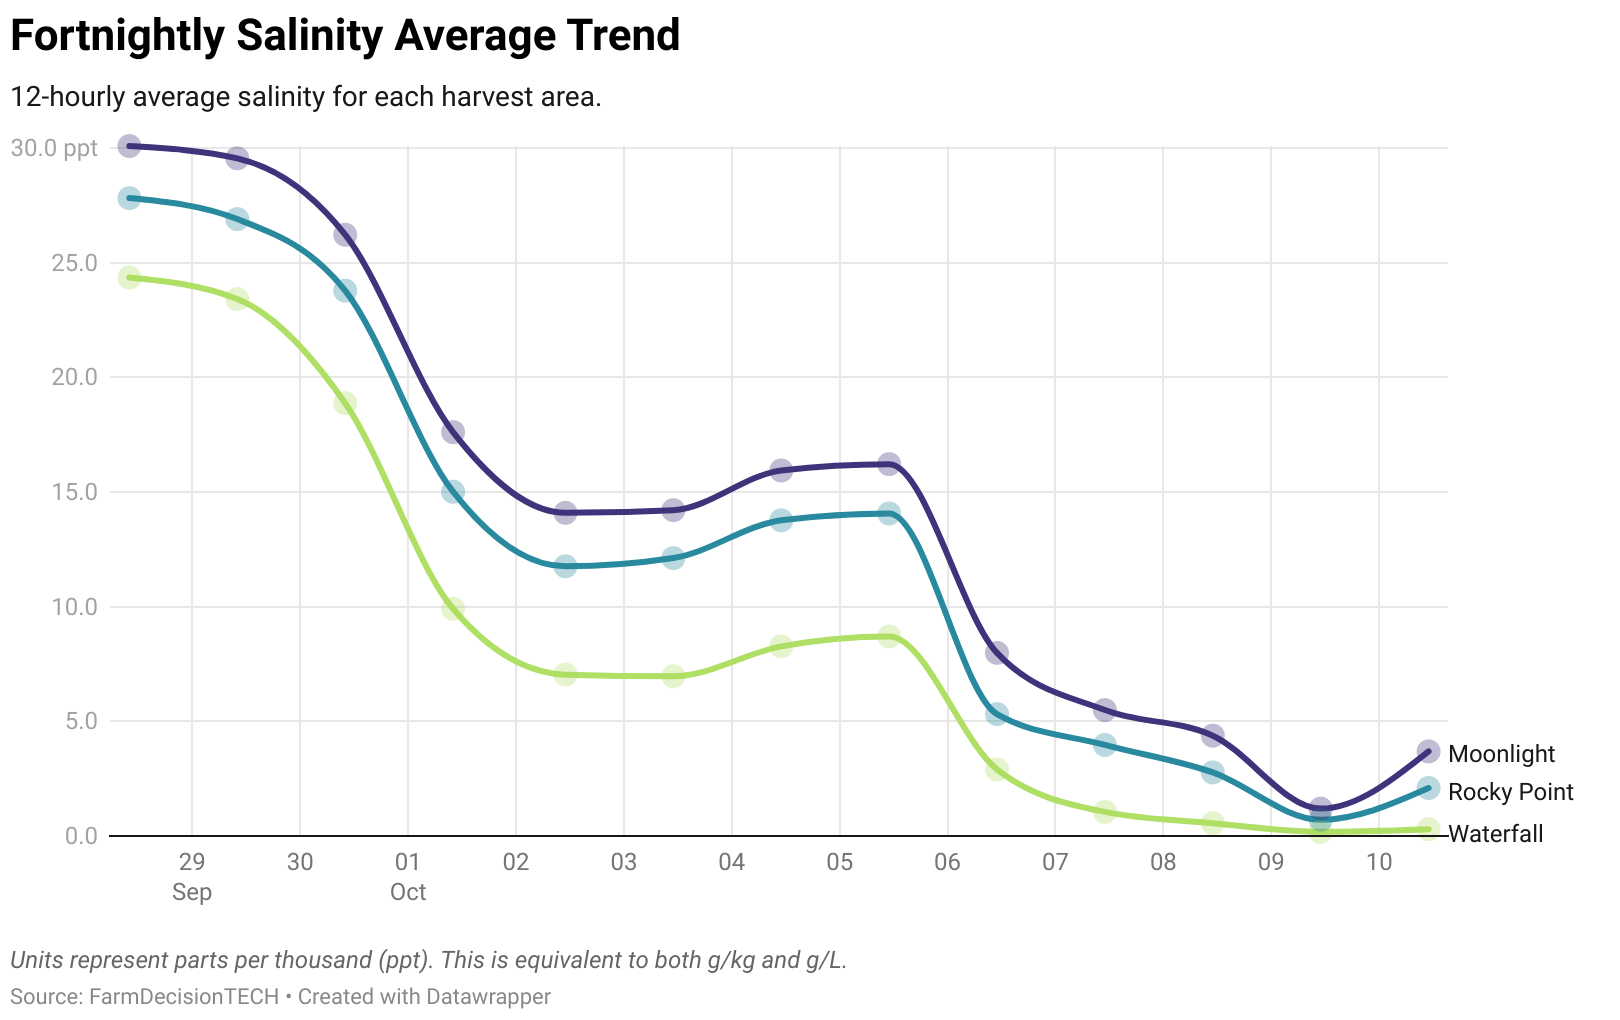 Fortnightly Salinity Average Trend
12-hourly average salinity for each harvest area.
30.0 ppt
25.0
20.0
15.0
10.0
5.0
0.0
Moonlight
Rocky Point
Waterfall
29 30 01 02 03 04 05 06 07 08 09 10
Sep Oct
Units represent parts per thousand (ppt). This is equivalent to both g/kg and g/L.
Source: FarmDecisionTECH • Created with Datawrapper